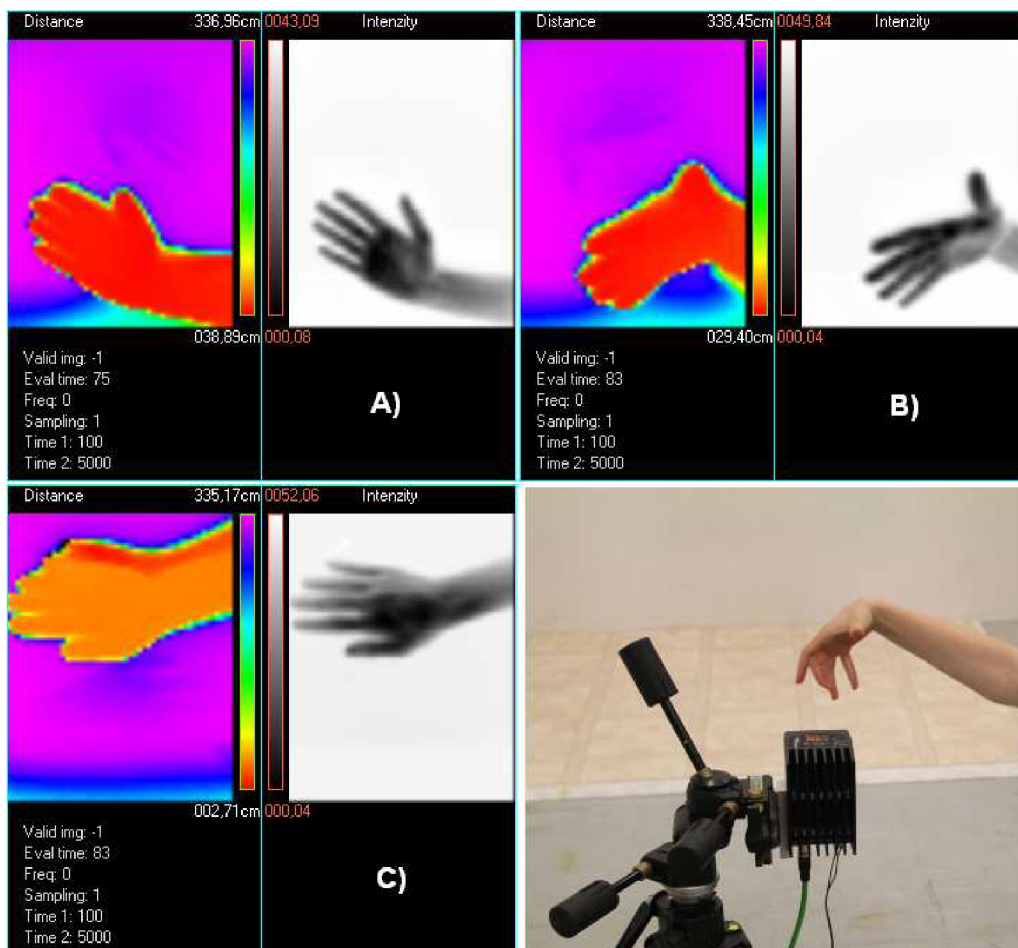 Distance 336,96cm 0043,09 Intenzity
038,89cm 000,08
Valid img: -1
Eval time: 75
Freq: 0
Sampling: 1
Time 1: 100
Time 2: 5000
A)
Distance 338,45cm 0049,84 Intenzity
029,40cm 000,04
Valid img: -1
Eval time: 83
Freq: 0
Sampling: 1
Time 1: 100
Time 2: 5000
B)
Distance 335,17cm 0052,06 Intenzity
002,71cm 000,04
Valid img: -1
Eval time: 83
Freq: 0
Sampling: 1
Time 1: 100
Time 2: 5000
C)